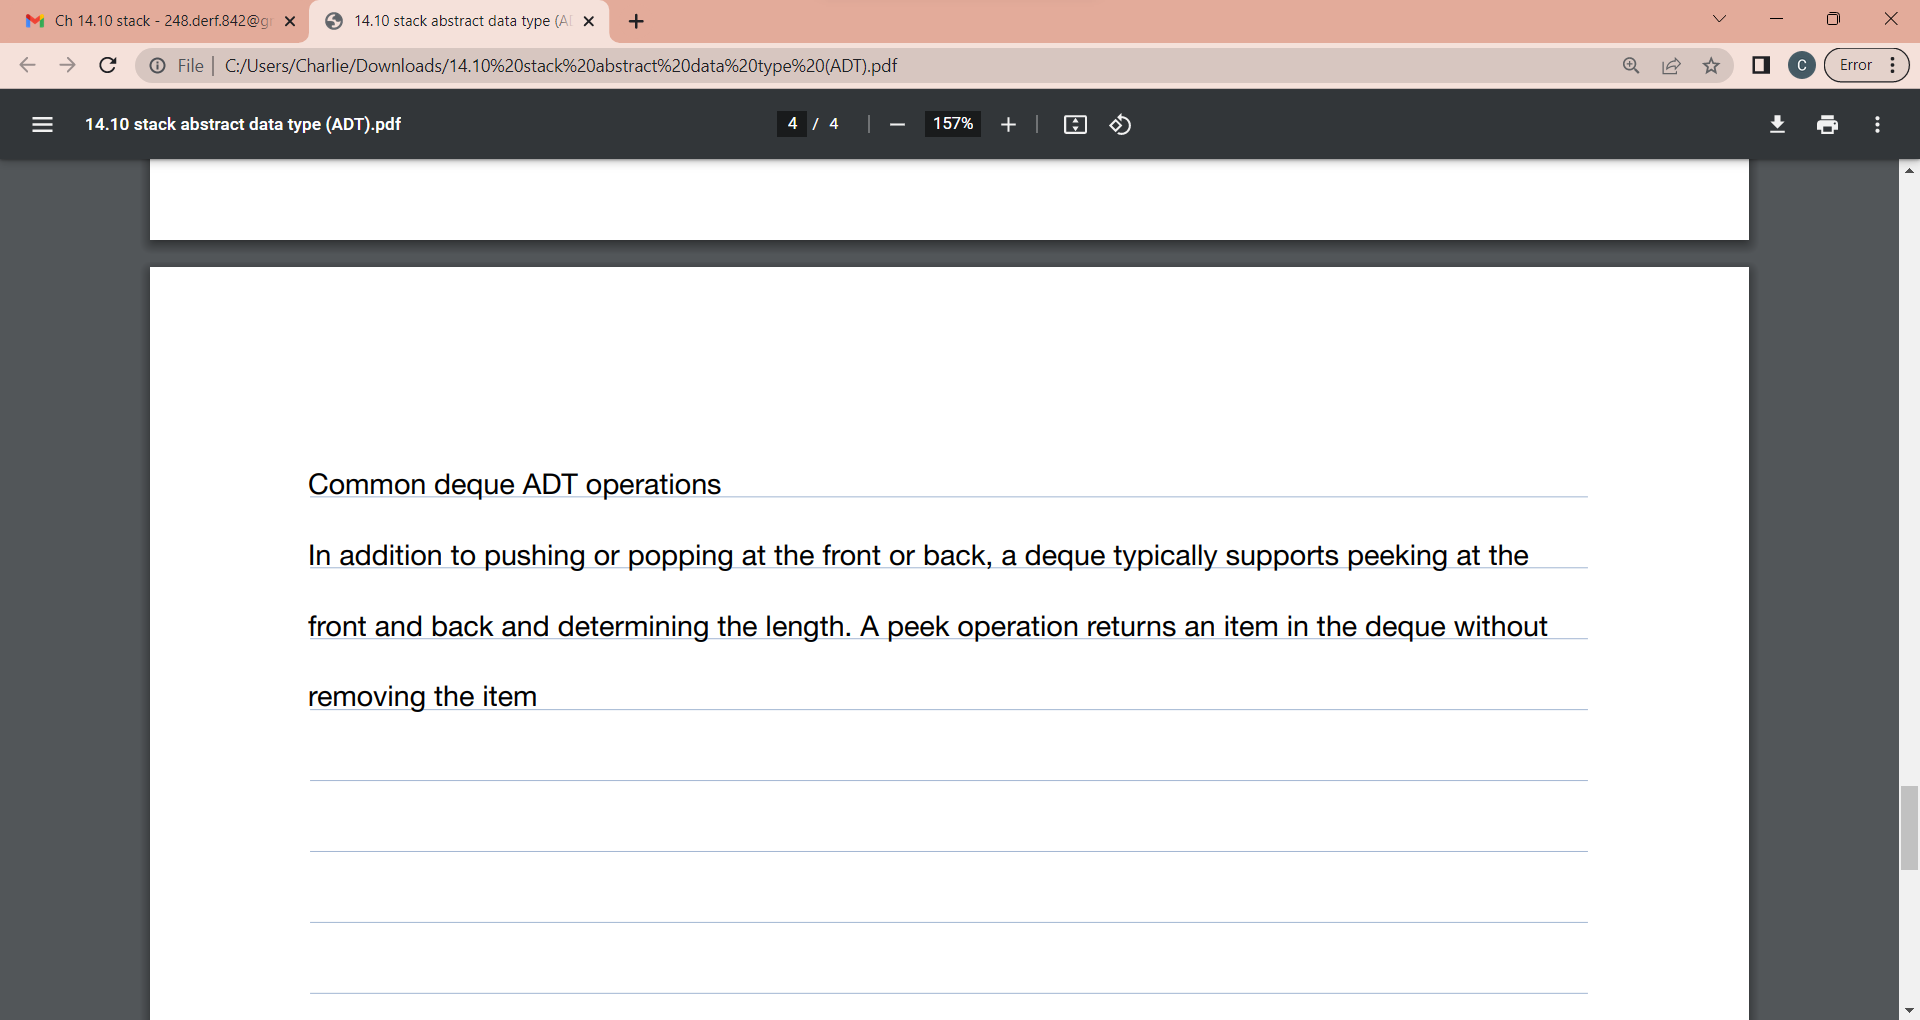 Ch 14.10 stack - 248.derf.842@g
14.10 stack abstract data type (A
File | C:/Users/Charlie/Downloads/14.10%20stack%20abstract%20data%20type%20(ADT).pdf
C
Error
14.10 stack abstract data type (ADT).pdf
4 / 4
157%
Common deque ADT operations
In addition to pushing or popping at the front or back, a deque typically supports peeking at the
front and back and determining the length. A peek operation returns an item in the deque without
removing the item